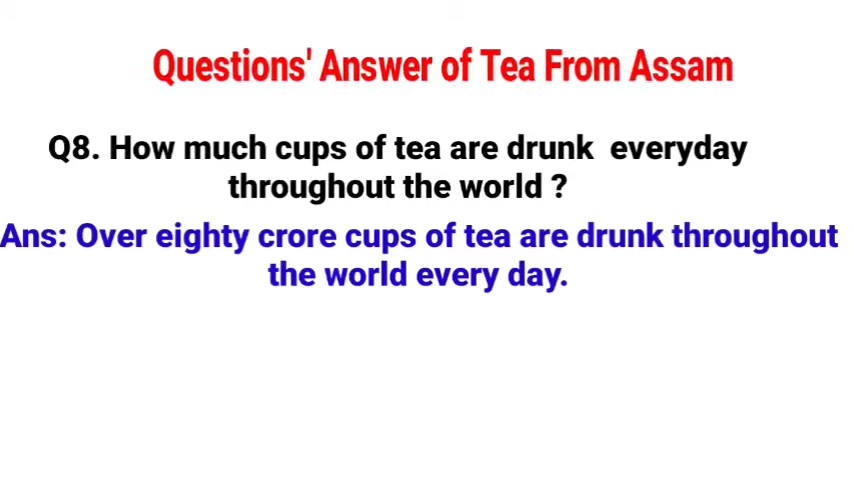 Questions' Answer of Tea From Assam
Q8. How much cups of tea are drunk everyday
throughout the world ?
Ans: Over eighty crore cups of tea are drunk throughout
the world every day.